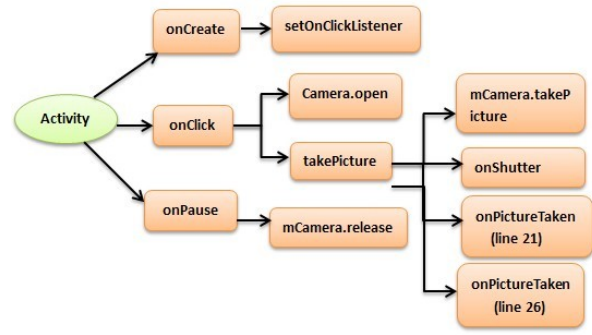 Activity
onCreate
setOnClickListener
onClick
Camera.open
takePicture
mCamera.takeP
icture
onShutter
onPictureTaken
(line 21)
onPictureTaken
(line 26)
onPause
mCamera.release